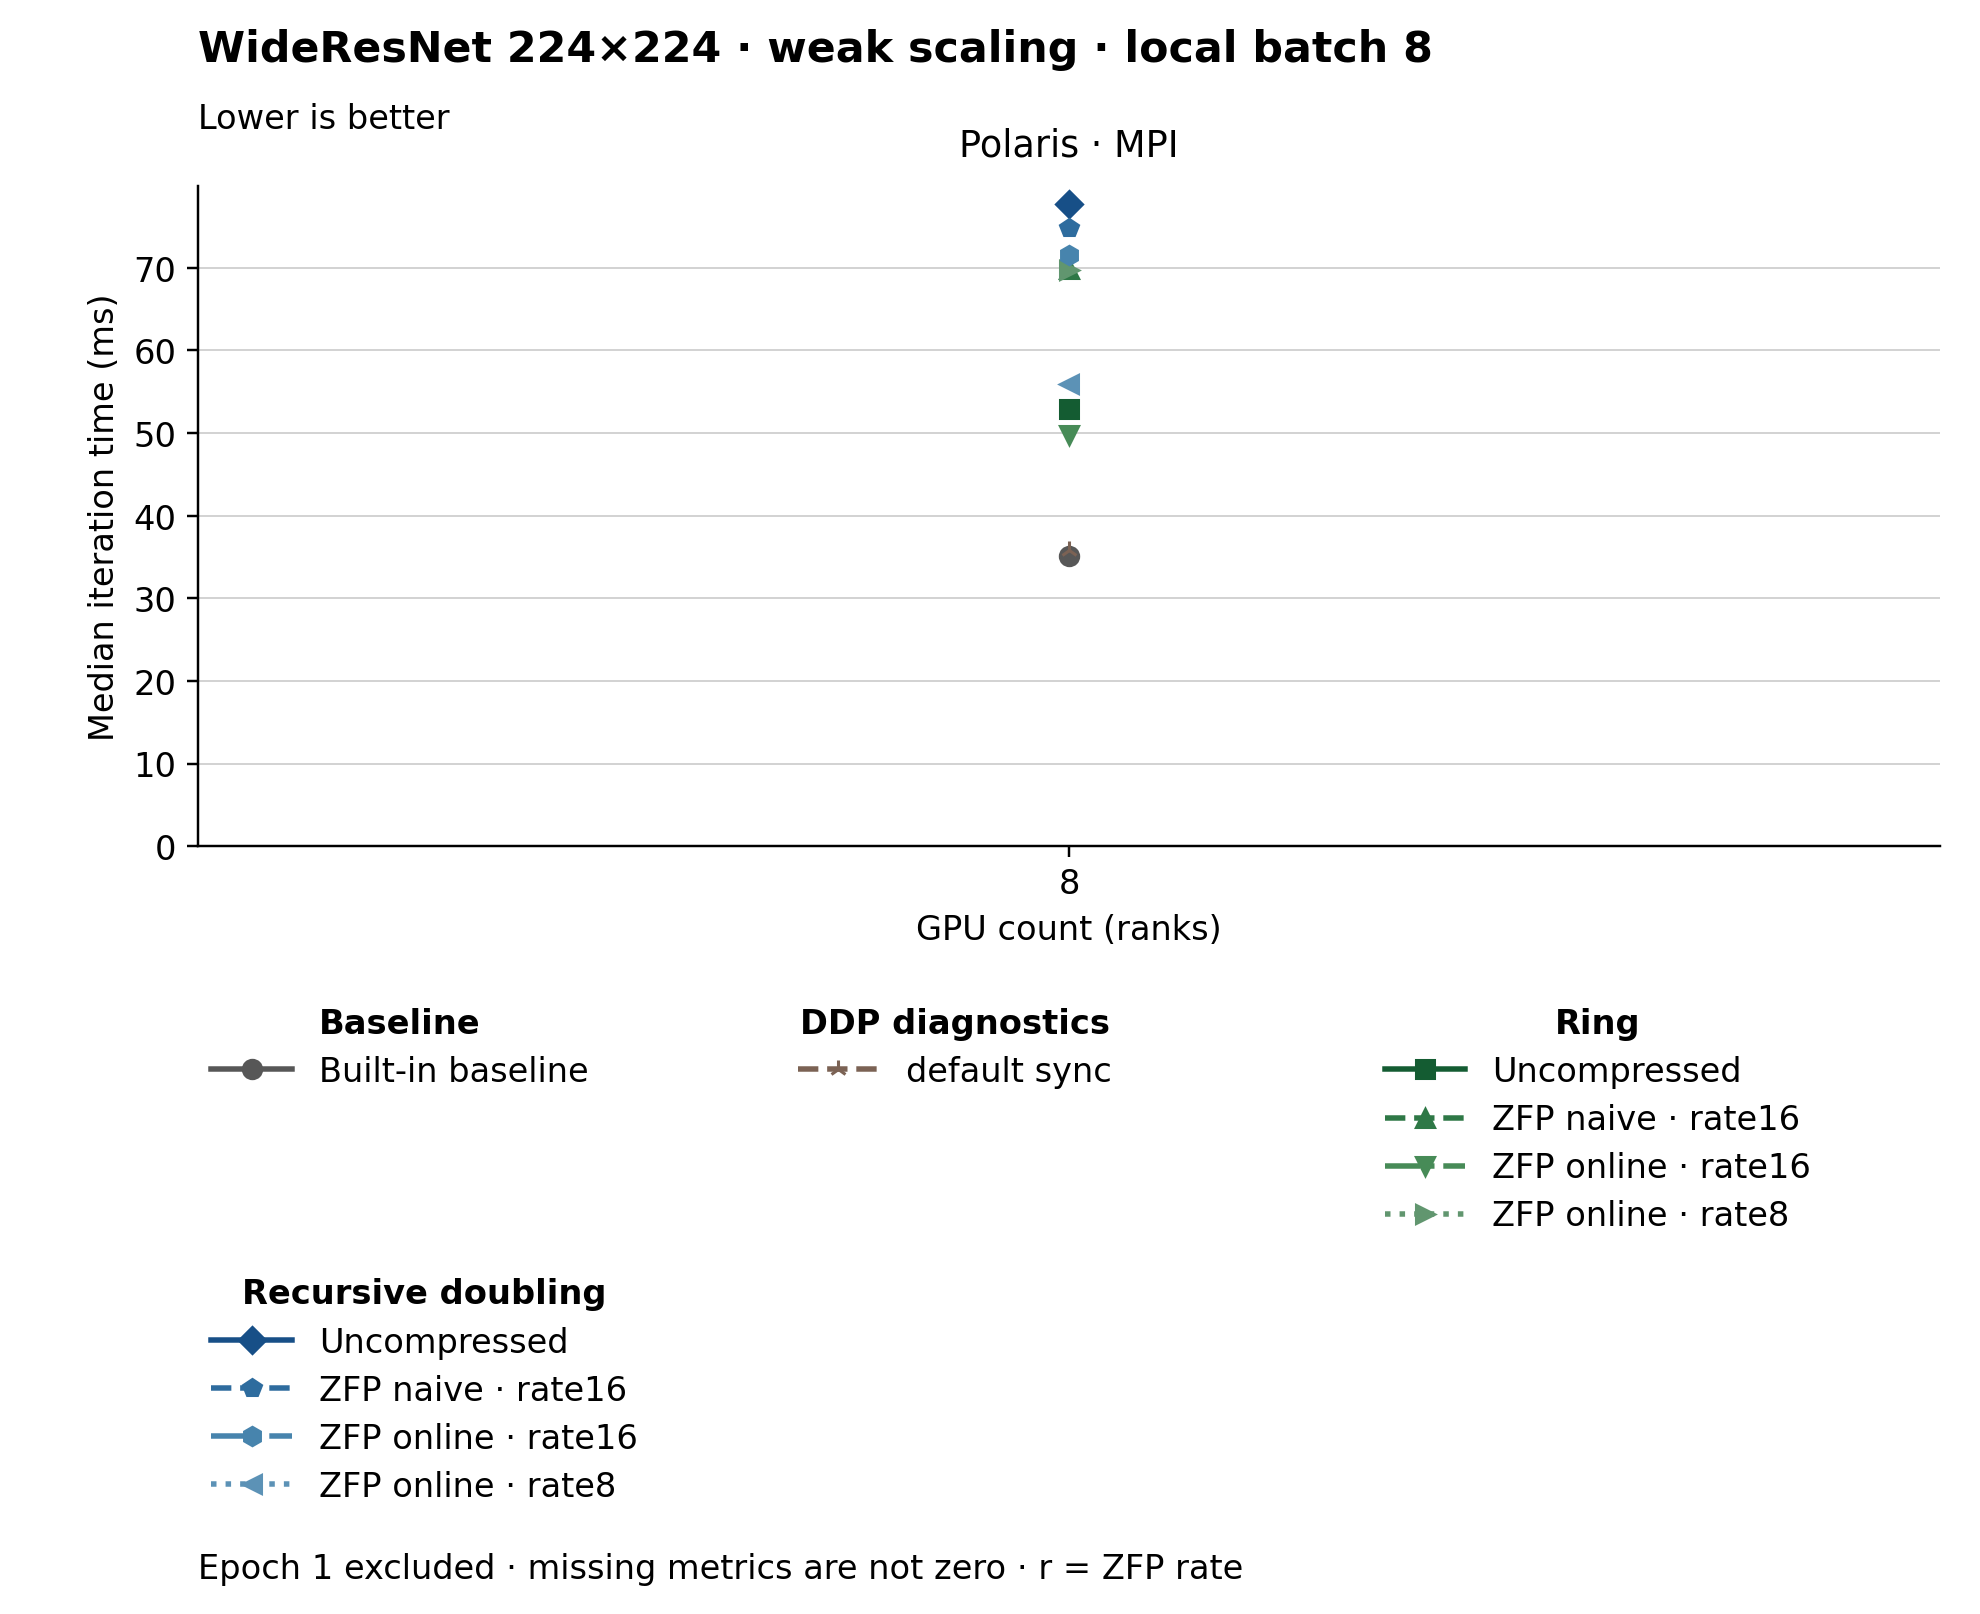 WideResNet 224×224 · weak scaling · local batch 8
Lower is better
Polaris · MPI
Median iteration time (ms)
70
60
50
40
30
20
10
0
8
GPU count (ranks)
Baseline
Built-in baseline
DDP diagnostics
default sync
Ring
Uncompressed
ZFP naive · rate16
ZFP online · rate16
ZFP online · rate8
Recursive doubling
Uncompressed
ZFP naive · rate16
ZFP online · rate16
ZFP online · rate8
Epoch 1 excluded · missing metrics are not zero · r = ZFP rate